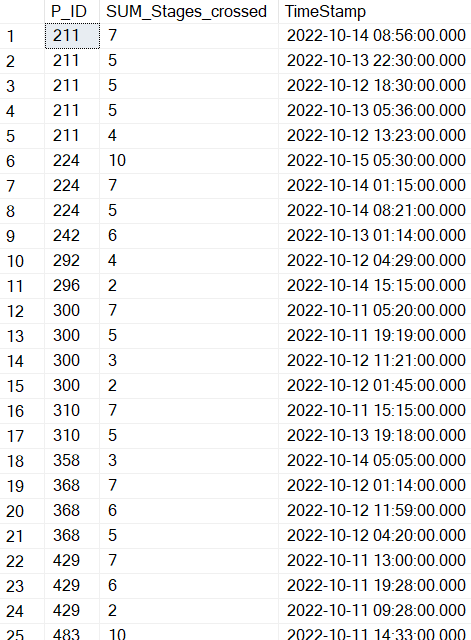 P_ID SUM_Stages_crossed TimeStamp
1 211 7 2022-10-14 08:56:00.000
2 211 5 2022-10-13 22:30:00.000
3 211 5 2022-10-12 18:30:00.000
4 211 5 2022-10-13 05:36:00.000
5 211 4 2022-10-12 13:23:00.000
6 224 10 2022-10-15 05:30:00.000
7 224 7 2022-10-14 01:15:00.000
8 224 5 2022-10-14 08:21:00.000
9 242 6 2022-10-13 01:14:00.000
10 292 4 2022-10-12 04:29:00.000
11 296 2 2022-10-14 15:15:00.000
12 300 7 2022-10-11 05:20:00.000
13 300 5 2022-10-11 19:19:00.000
14 300 3 2022-10-12 11:21:00.000
15 300 2 2022-10-12 01:45:00.000
16 310 7 2022-10-11 15:15:00.000
17 310 5 2022-10-13 19:18:00.000
18 358 3 2022-10-14 05:05:00.000
19 368 7 2022-10-12 01:14:00.000
20 368 6 2022-10-12 11:59:00.000
21 368 5 2022-10-12 04:20:00.000
22 429 7 2022-10-11 13:00:00.000
23 429 6 2022-10-11 19:28:00.000
24 429 2 2022-10-11 09:28:00.000
25 483 10 2022-10-11 14:33:00.000